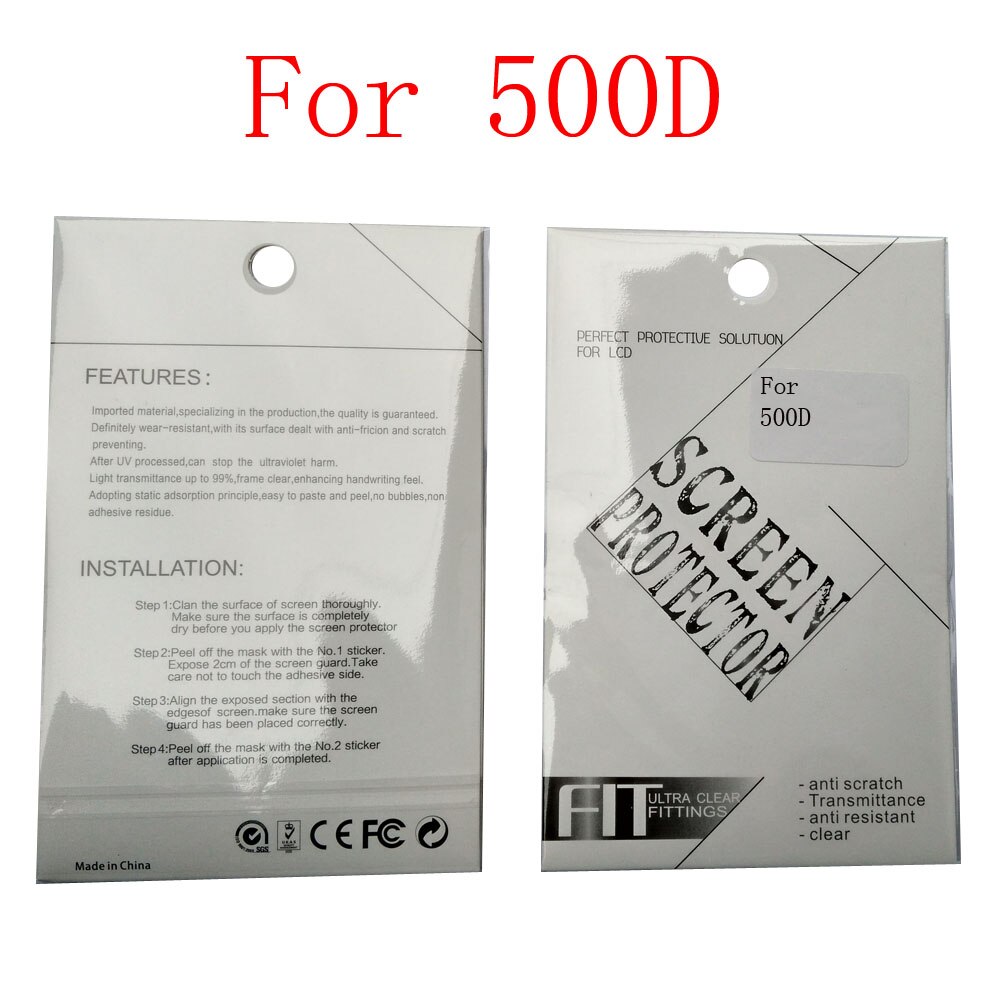 For 500D
FEATURES:
Imported material,specializing in the production,the quality is guaranteed.
Definitely wear-resistant,with its surface dealt with anti-fricion and scratch
preventing.
After UV processed,can stop the ultraviolet harm.
Light transmittance up to 99%,frame clear,enhancing handwriting feel.
Adopting static adsorption principle,easy to paste and peel,no bubbles,non
adhesive residue.
INSTALLATION:
Step 1:Clan the surface of screen thoroughly.
Make sure the surface is completely
dry before you apply the screen protector
Step2:Peel off the mask with the No.1 sticker.
Expose 2cm of the screen guard.Take
care not to touch the adhesive side.
Step 3:Align the exposed section with the
edgesof screen.make sure the screen
guard has been placed correctly.
Step4:Peel off the mask with the No.2 sticker
after application is completed.
SGS
CE FC
Made in China
PERFECT PROTECTIVE SOLUTUON
FOR LCD
For
500D
SCREEN
PROTECTOR
FIT ULTRA CLEAR
FITTINGS
- anti scratch
- Transmittance
- anti resistant
- clear